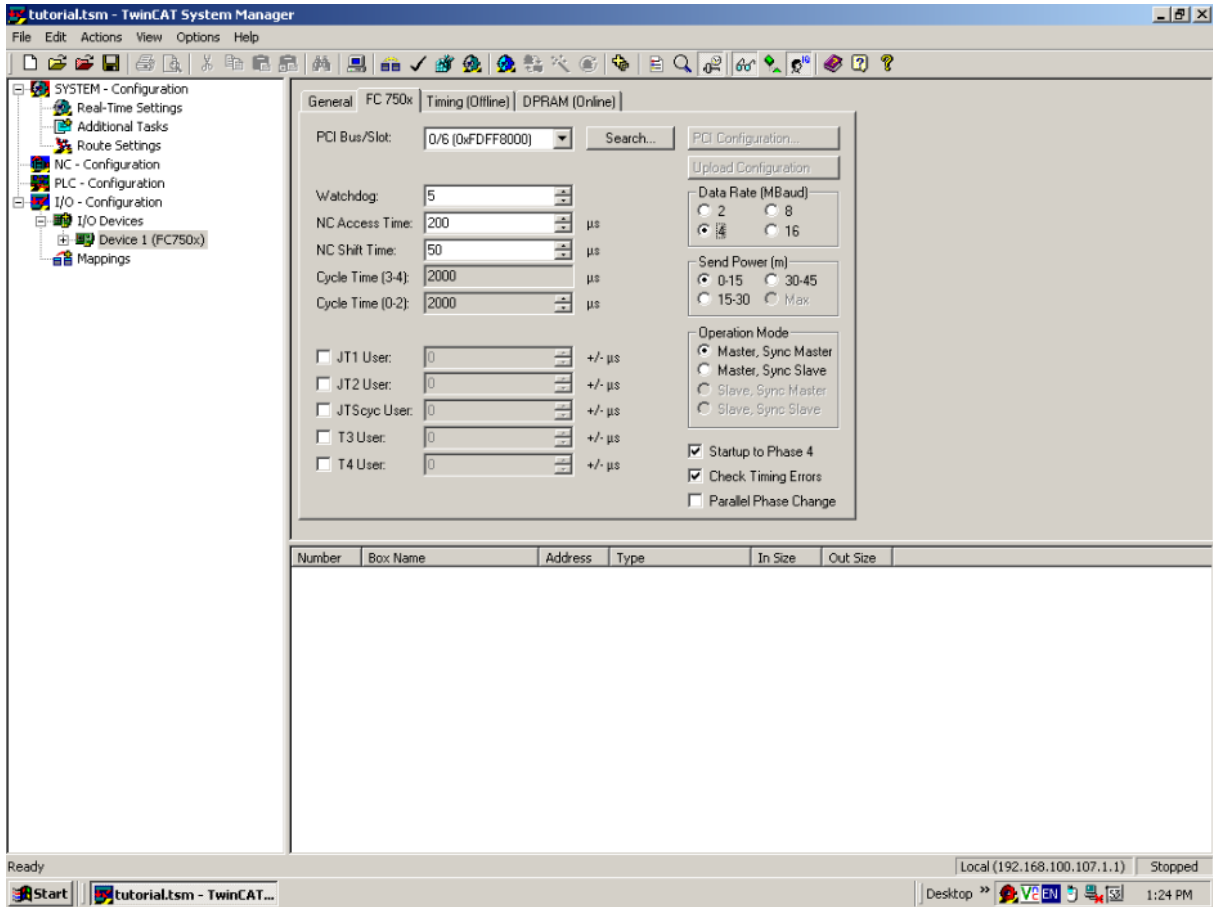 tutorial.tsm - TwinCAT System Manager
File Edit Actions View Options Help
SYSTEM - Configuration
Real-Time Settings
Additional Tasks
Route Settings
NC - Configuration
PLC - Configuration
I/O - Configuration
I/O Devices
Device 1 (FC750x)
Mappings
General FC 750x Timing (Offline) DPRAM (Online)
PCI Bus/Slot: 0/6 (0xFDFF8000) Search... PCI Configuration...
Upload Configuration
Watchdog: 5
NC Access Time: 200 µs
NC Shift Time: 50 µs
Cycle Time (3-4): 2000 µs
Cycle Time (0-2): 2000 µs
JT1 User: 0 +/- µs
JT2 User: 0 +/- µs
JTScyc User: 0 +/- µs
T3 User: 0 +/- µs
T4 User: 0 +/- µs
Data Rate (MBaud)
2 8
4 16
Send Power (m)
0-15 30-45
15-30 Max
Operation Mode
Master, Sync Master
Master, Sync Slave
Slave, Sync Master
Slave, Sync Slave
Startup to Phase 4
Check Timing Errors
Parallel Phase Change
Number Box Name Address Type In Size Out Size
Ready Local (192.168.100.107.1.1) Stopped
Start tutorial.tsm - TwinCAT... Desktop » EN 1:24 PM